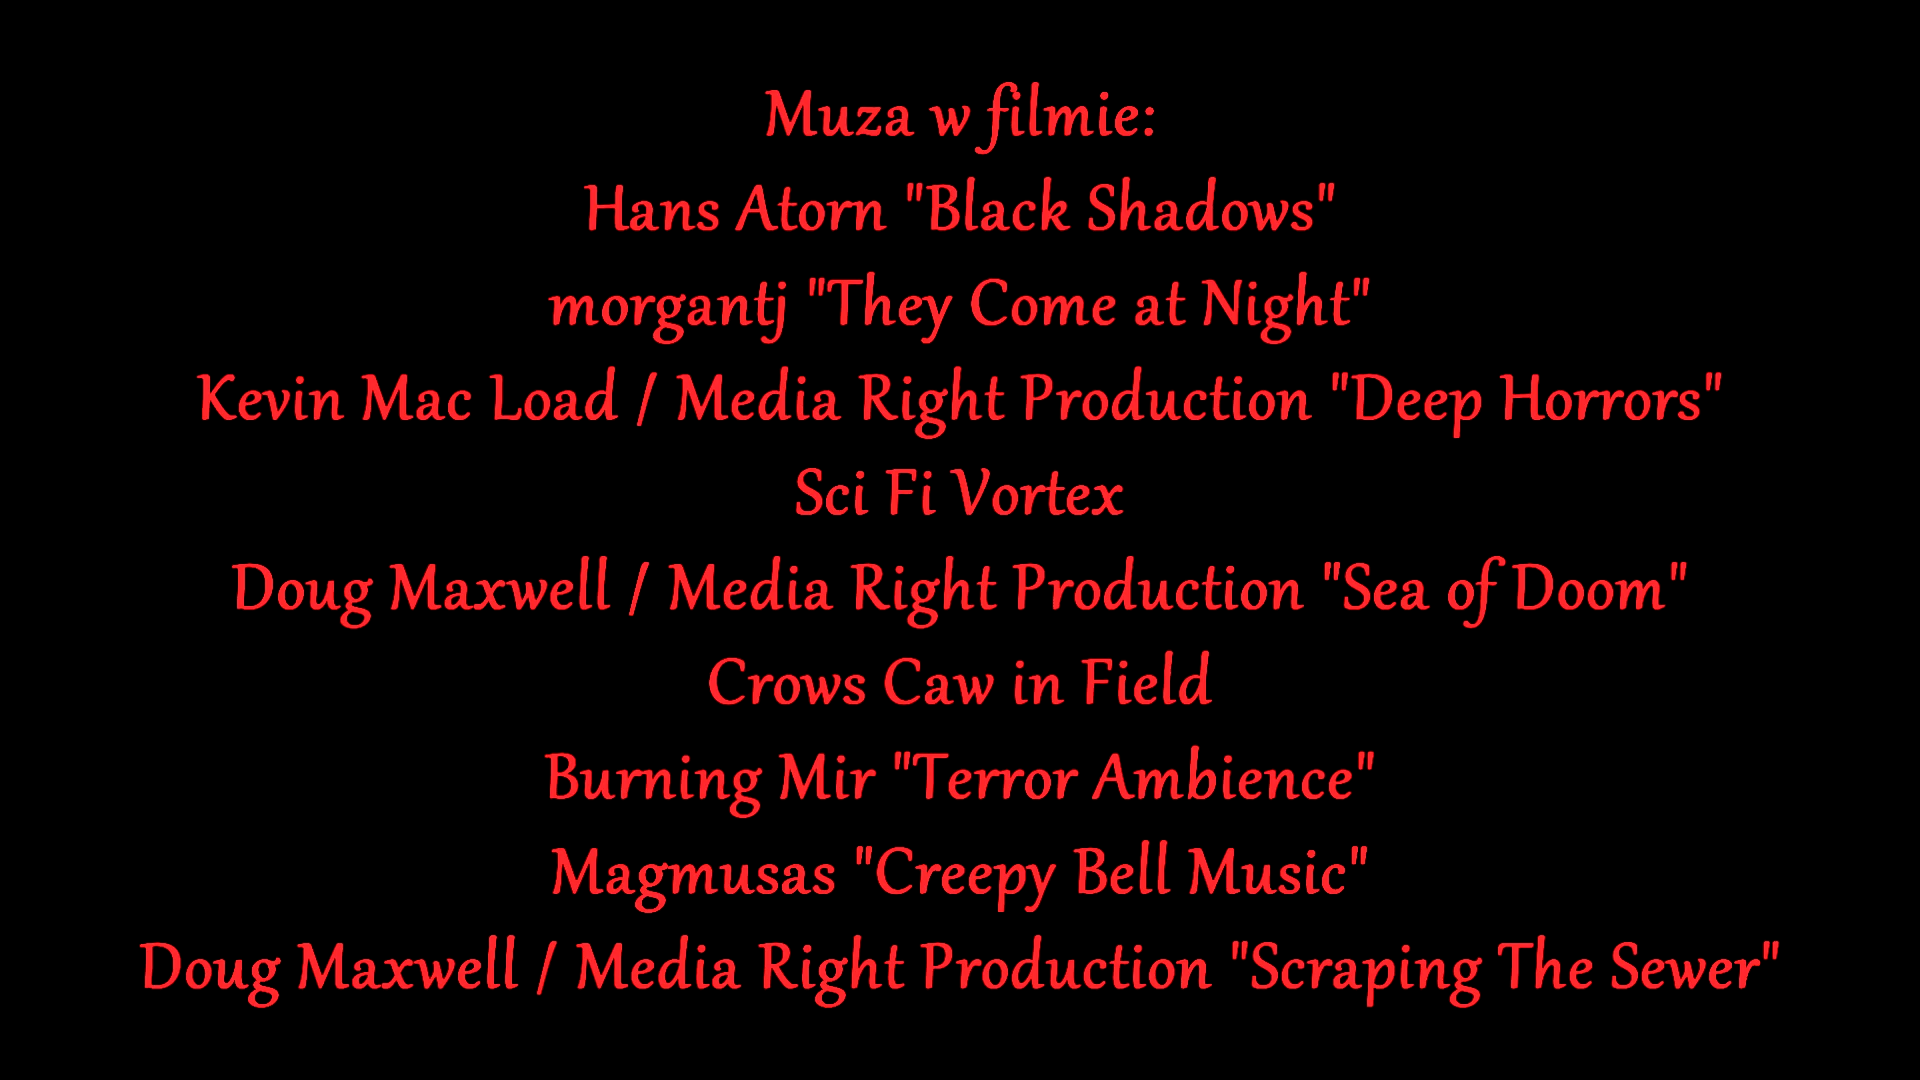 Muza w filmie:
Hans Atorn "Black Shadows"
morgantj "They Come at Night"
Kevin Mac Load / Media Right Production "Deep Horrors"
Sci Fi Vortex
Doug Maxwell / Media Right Production "Sea of Doom"
Crows Caw in Field
Burning Mir "Terror Ambience"
Magmusas "Creepy Bell Music"
Doug Maxwell / Media Right Production "Scraping The Sewer"